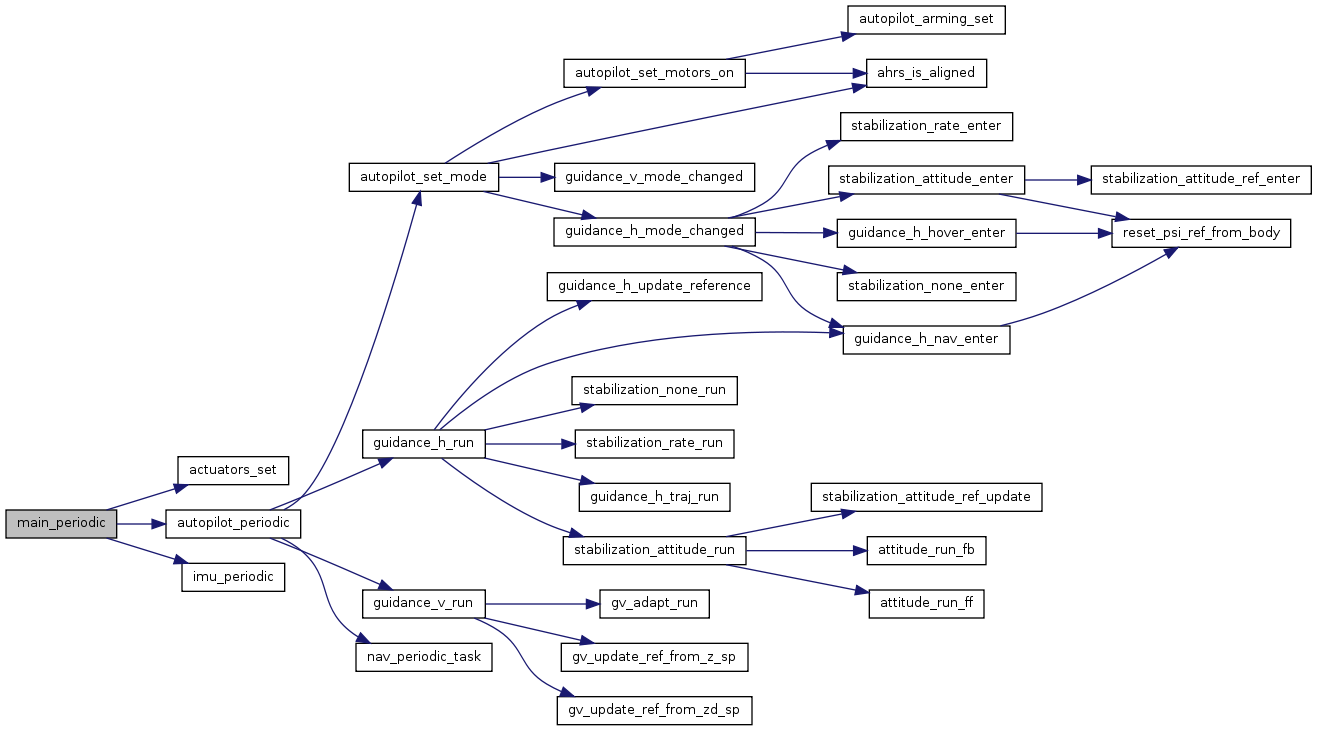 autopilot_arming_set
autopilot_set_motors_on
ahrs_is_aligned
stabilization_rate_enter
autopilot_set_mode
guidance_v_mode_changed
stabilization_attitude_enter
stabilization_attitude_ref_enter
guidance_h_mode_changed
guidance_h_hover_enter
reset_psi_ref_from_body
guidance_h_update_reference
stabilization_none_enter
guidance_h_nav_enter
stabilization_none_run
guidance_h_run
stabilization_rate_run
actuators_set
guidance_h_traj_run
stabilization_attitude_ref_update
main_periodic
autopilot_periodic
stabilization_attitude_run
attitude_run_fb
imu_periodic
guidance_v_run
gv_adapt_run
attitude_run_ff
nav_periodic_task
gv_update_ref_from_z_sp
gv_update_ref_from_zd_sp